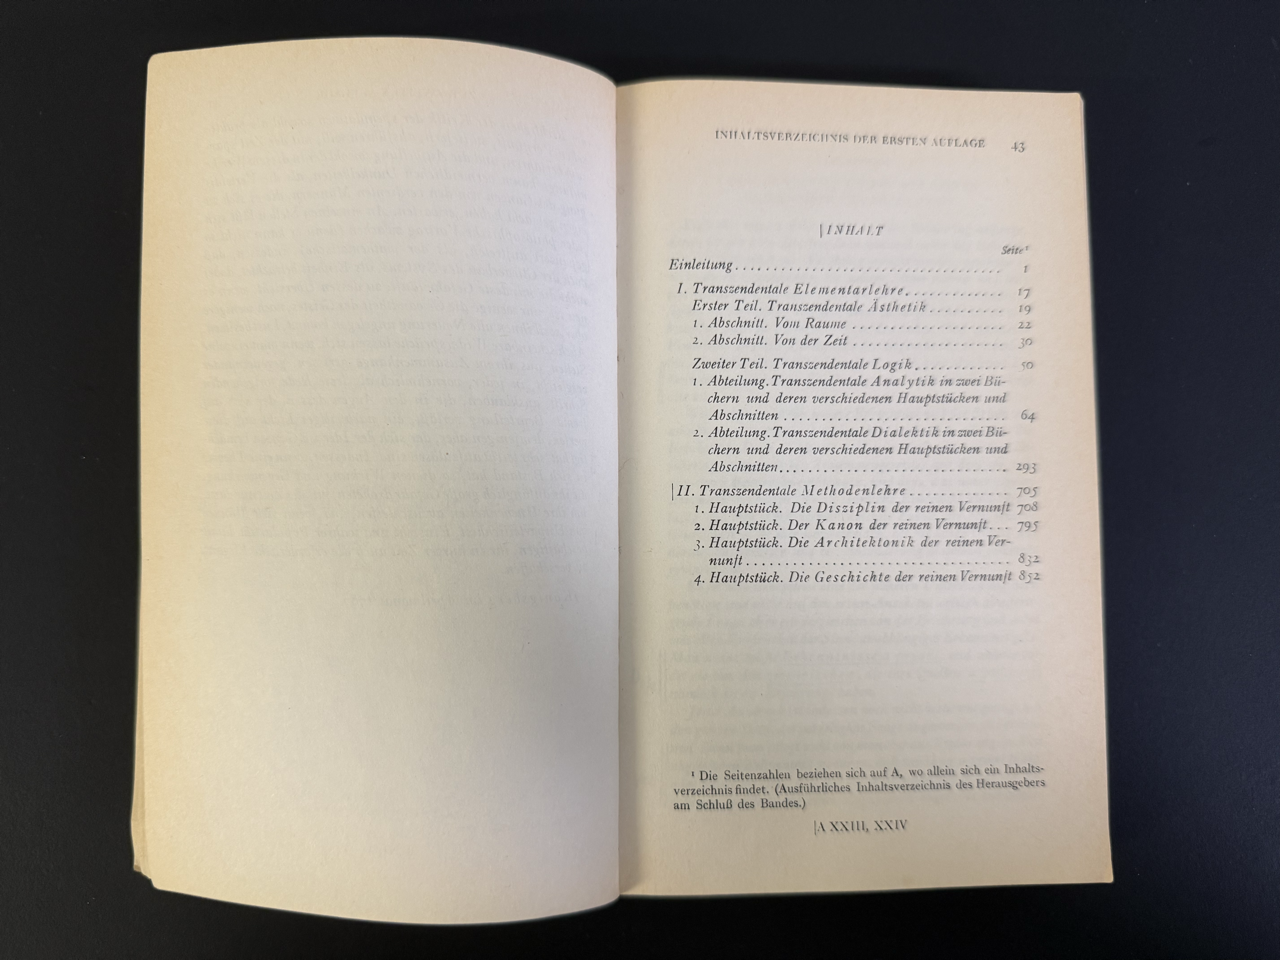 INHALTSVERZEICHNIS DER ERSTEN AUFLAGE 43
|INHALT
Seite¹
Einleitung . . . . . . . . . . . . . . . . . . . . . . . . . . . . . . . . . 1
I. Transzendentale Elementarlehre . . . . . . . . . . . . . 17
Erster Teil. Transzendentale Ästhetik . . . . . . . . . . 19
1. Abschnitt. Vom Raume . . . . . . . . . . . . . . . . . . . . 22
2. Abschnitt. Von der Zeit . . . . . . . . . . . . . . . . . . . . 30
Zweiter Teil. Transzendentale Logik . . . . . . . . . . . . 50
1. Abteilung. Transzendentale Analytik in zwei Bü-
chern und deren verschiedenen Hauptstücken und
Abschnitten . . . . . . . . . . . . . . . . . . . . . . . . . . . . . 64
2. Abteilung. Transzendentale Dialektik in zwei Bü-
chern und deren verschiedenen Hauptstücken und
Abschnitten . . . . . . . . . . . . . . . . . . . . . . . . . . . . . 293
|II. Transzendentale Methodenlehre . . . . . . . . . . . . . 705
1. Hauptstück. Die Disziplin der reinen Vernunft 708
2. Hauptstück. Der Kanon der reinen Vernunft . . . 795
3. Hauptstück. Die Architektonik der reinen Ver-
nunft . . . . . . . . . . . . . . . . . . . . . . . . . . . . . . . . . . 832
4. Hauptstück. Die Geschichte der reinen Vernunft 852
¹ Die Seitenzahlen beziehen sich auf A, wo allein sich ein Inhalts-
verzeichnis findet. (Ausführliches Inhaltsverzeichnis des Herausgebers
am Schluß des Bandes.)
|A XXIII, XXIV